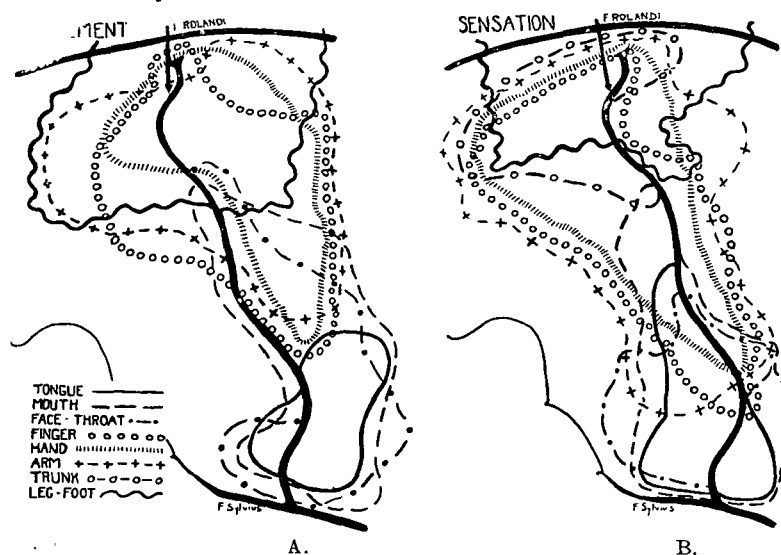 MENT
F. ROLANDI
SENSATION
F. ROLANDI
TONGUE
MOUTH
FACE - THROAT
FINGER
HAND
ARM
TRUNK
LEG - FOOT
F Sylvius
F Sylvius
A.
B.